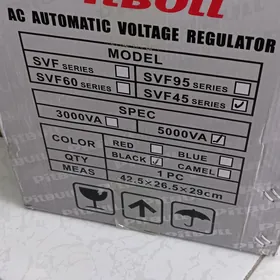 Pitbull
AC AUTOMATIC VOLTAGE REGULATOR
MODEL
SVF SERIES SVF95 SERIES
SVF60 SERIES SVF45 SERIES
SPEC
3000VA 5000VA
COLOR RED BLUE
BLACK CAMEL
QTY 1 PC
MEAS 42.5×26.5×29cm